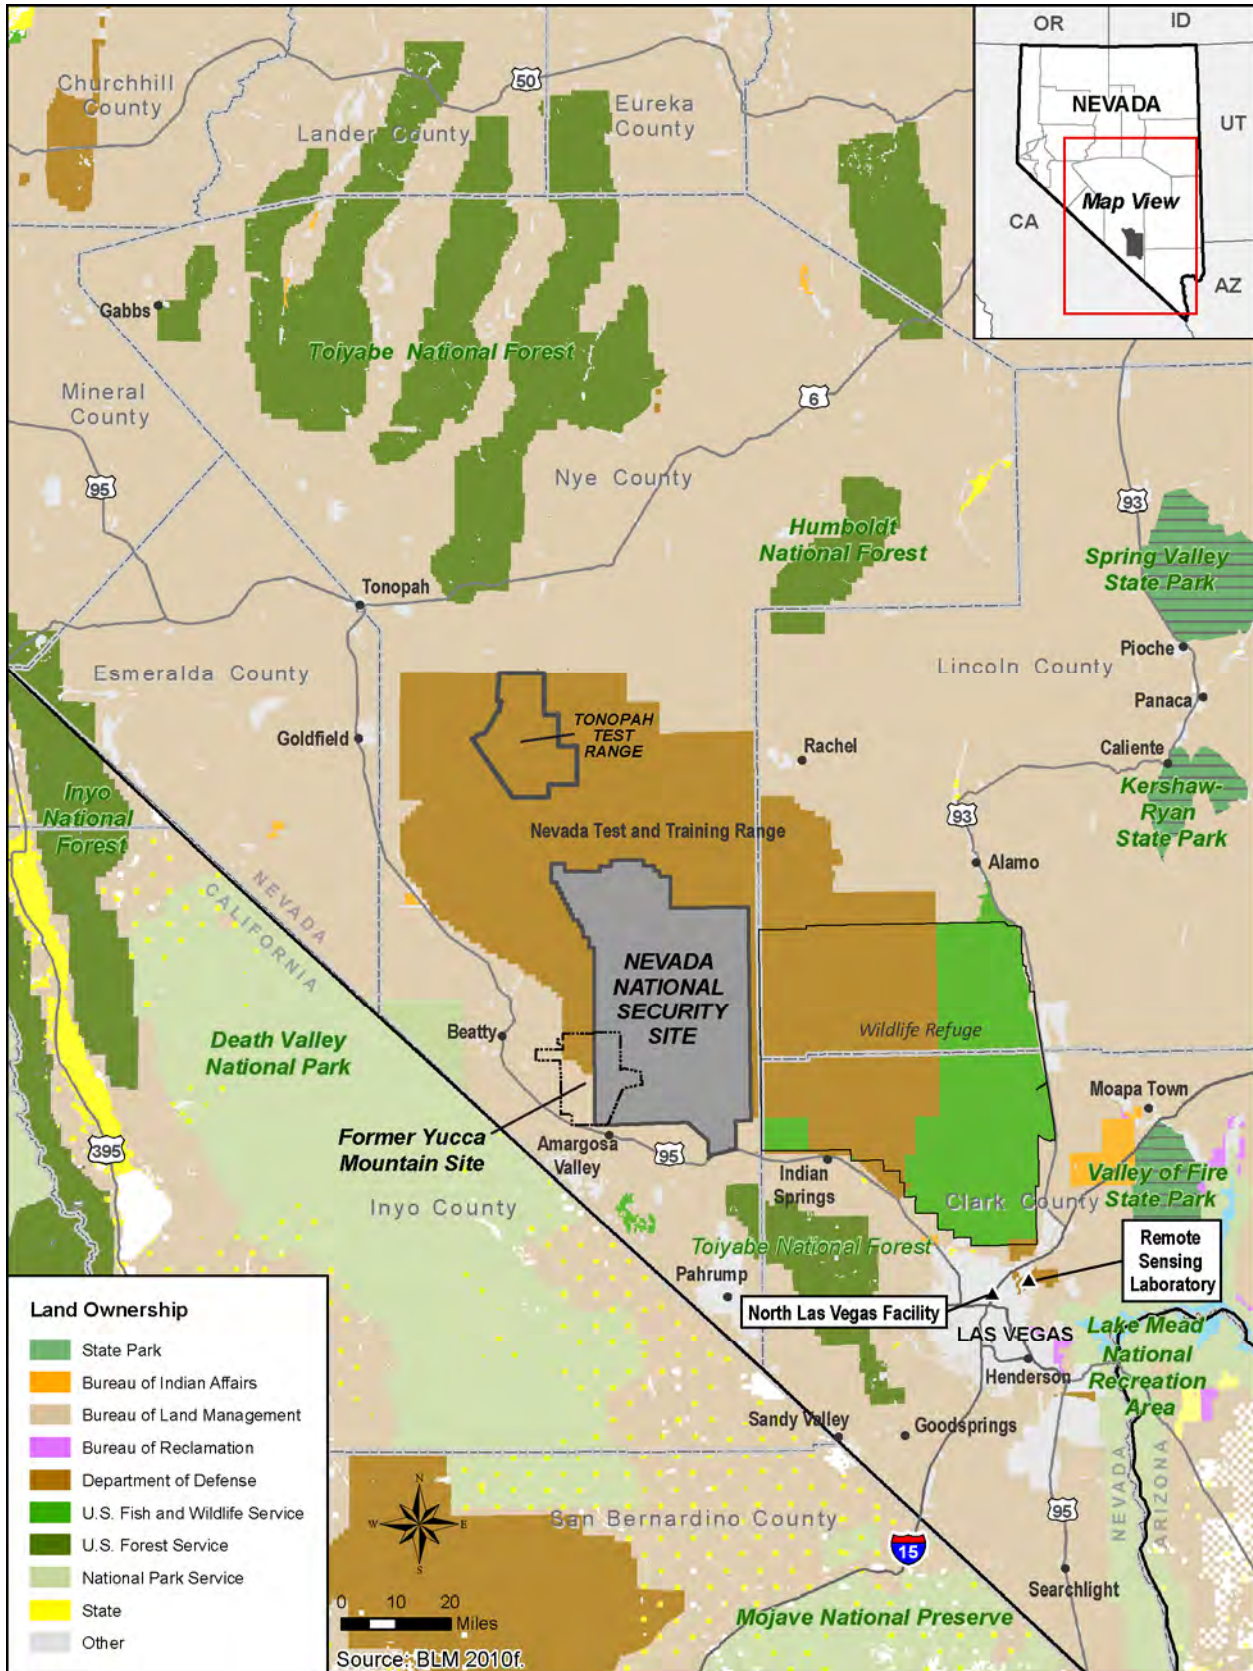 OR
ID
NEVADA
UT
Map View
CA
AZ
Churchhill
County
50
Lander County
Eureka
County
Gabbs
Toiyabe National Forest
Mineral
County
6
95
Nye County
93
Humboldt
National Forest
Spring Valley
State Park
Tonopah
Pioche
Esmeralda County
Lincoln County
Panaca
TONOPAH
TEST
RANGE
Goldfield
Rachel
Caliente
Inyo
National
Forest
Kershaw-
Ryan
State Park
Nevada Test and Training Range
93
Alamo
NEVADA
CALIFORNIA
NEVADA
NATIONAL
SECURITY
SITE
Wildlife Refuge
Beatty
Death Valley
National Park
Moapa Town
Former Yucca
Mountain Site
Amargosa
Valley
95
395
Indian
Springs
Valley of Fire
State Park
Inyo County
Clark County
Toiyabe National Forest
Remote
Sensing
Laboratory
Pahrump
North Las Vegas Facility
LAS VEGAS
Lake Mead
National
Recreation
Area
Henderson
Sandy Valley
Goodsprings
NEVADA
ARIZONA
San Bernardino County
95
15
Searchlight
Mojave National Preserve
Land Ownership
State Park
Bureau of Indian Affairs
Bureau of Land Management
Bureau of Reclamation
Department of Defense
U.S. Fish and Wildlife Service
U.S. Forest Service
National Park Service
State
Other
N
W
E
S
0 10 20
Miles
Source: BLM 2010f.